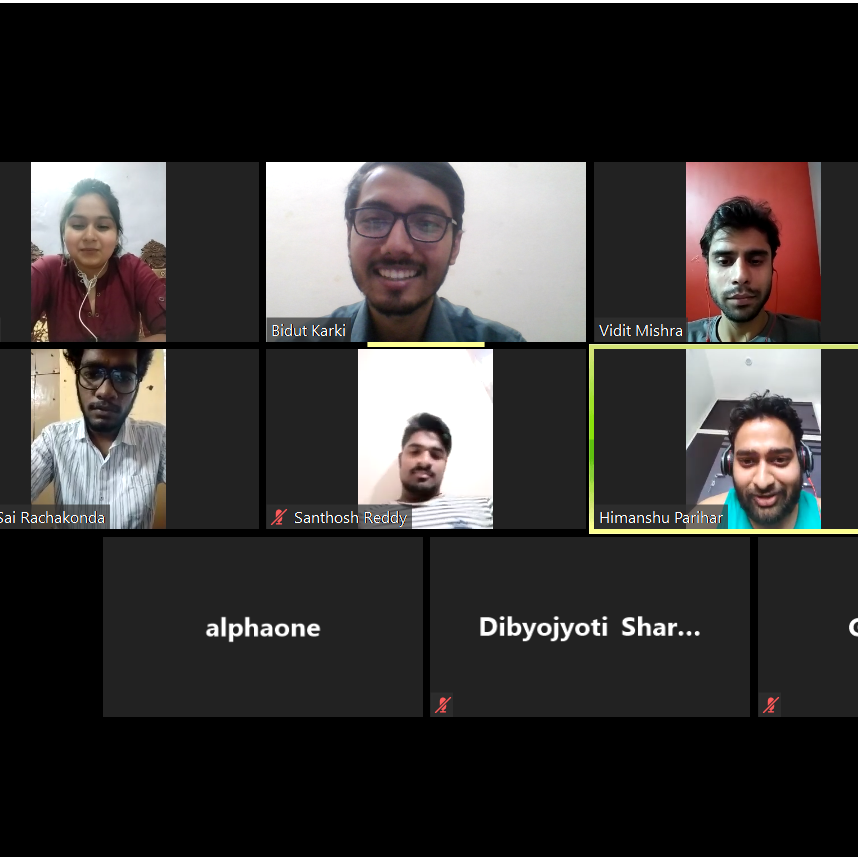 Bidut Karki
Vidit Mishra
Sai Rachakonda
Santhosh Reddy
Himanshu Parihar
alphaone
Dibyojyoti Shar...